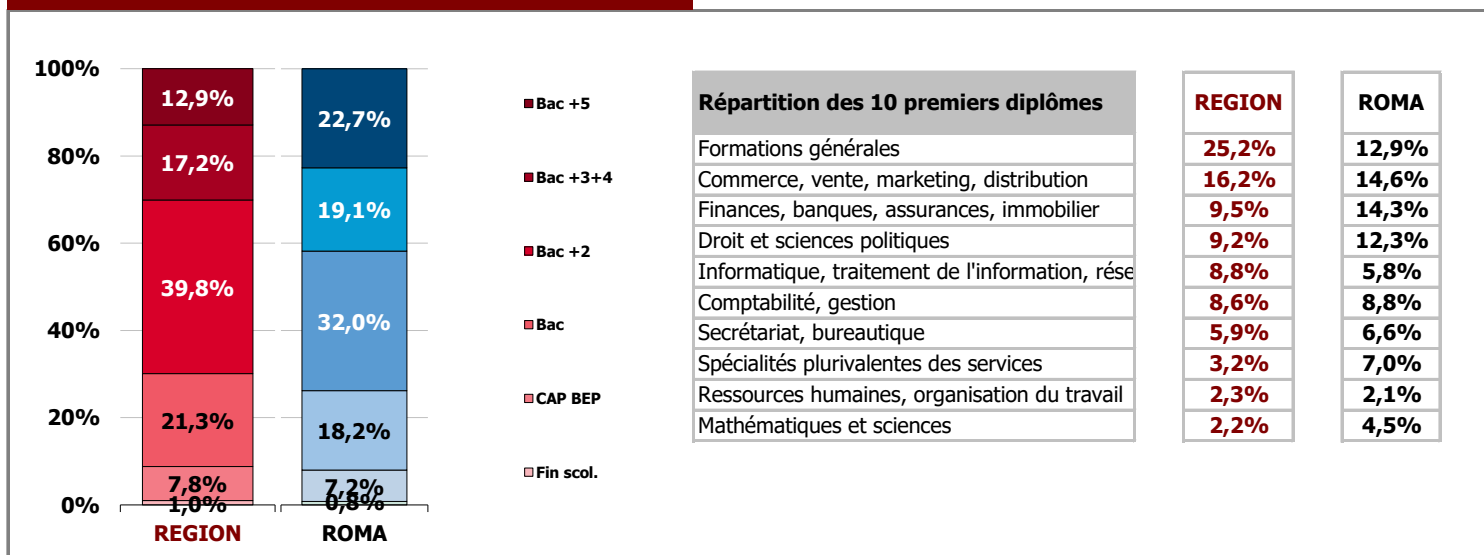 100%
80%
60%
40%
20%
0%
12,9%
17,2%
39,8%
21,3%
7,8%
1,0%
REGION
22,7%
19,1%
32,0%
18,2%
7,2%
0,8%
ROMA
Bac +5
Bac +3+4
Bac +2
Bac
CAP BEP
Fin scol.
Répartition des 10 premiers diplômes REGION ROMA
Formations générales 25,2% 12,9%
Commerce, vente, marketing, distribution 16,2% 14,6%
Finances, banques, assurances, immobilier 9,5% 14,3%
Droit et sciences politiques 9,2% 12,3%
Informatique, traitement de l'information, rése 8,8% 5,8%
Comptabilité, gestion 8,6% 8,8%
Secrétariat, bureautique 5,9% 6,6%
Spécialités plurivalentes des services 3,2% 7,0%
Ressources humaines, organisation du travail 2,3% 2,1%
Mathématiques et sciences 2,2% 4,5%